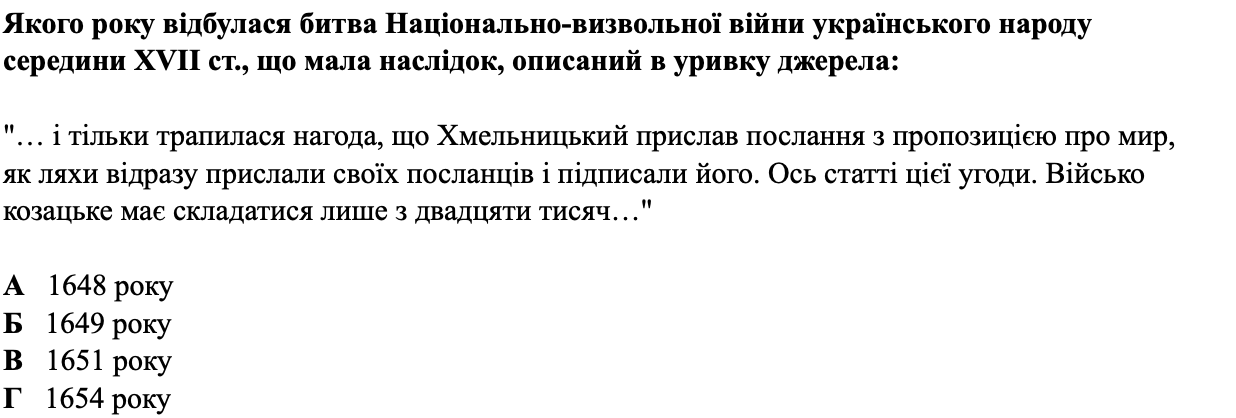 Якого року відбулася битва Національно-визвольної війни українського народу
середини XVII ст., що мала наслідок, описаний в уривку джерела:
"… і тільки трапилася нагода, що Хмельницький прислав послання з пропозицією про мир,
як ляхи відразу прислали своїх посланців і підписали його. Ось статті цієї угоди. Військо
козацьке має складатися лише з двадцяти тисяч…"
А 1648 року
Б 1649 року
В 1651 року
Г 1654 року